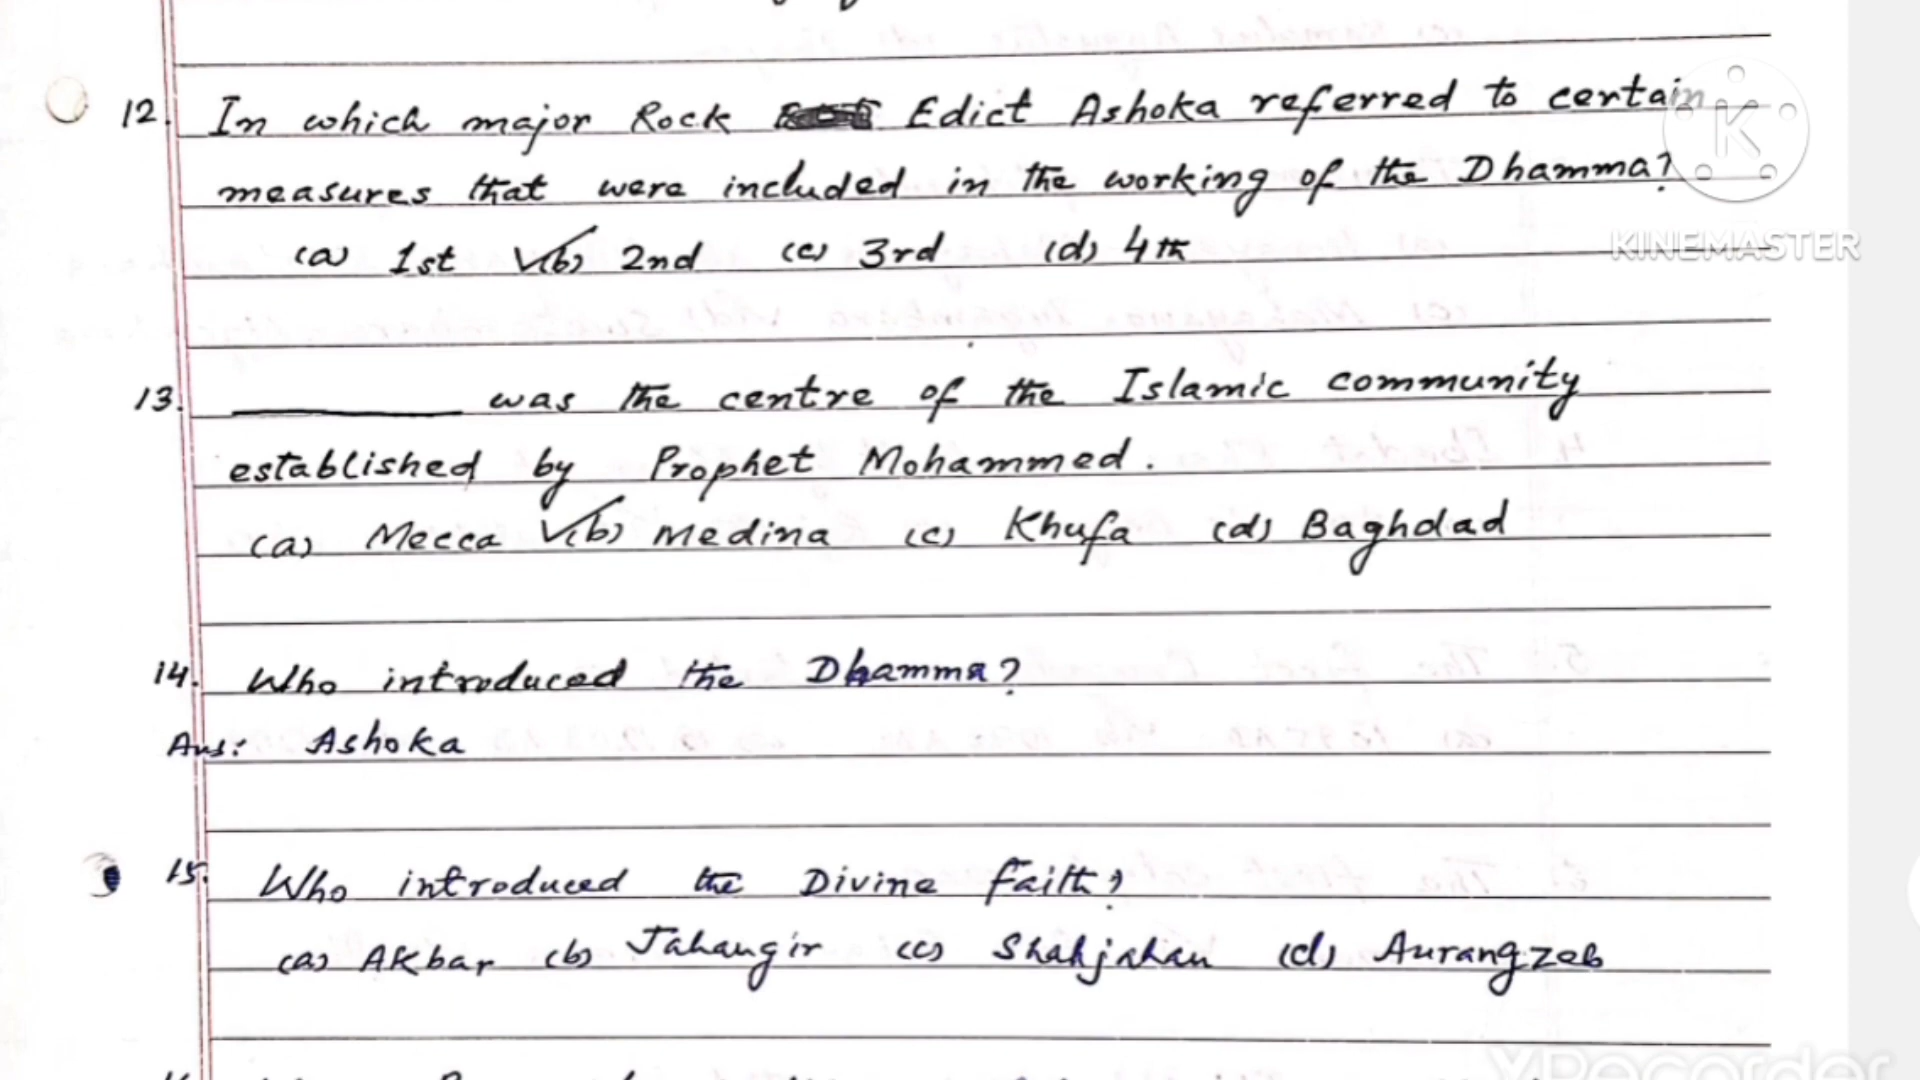 12. In which major Rock Edict Ashoka referred to certain
measures that were included in the working of the Dhamma?
(a) 1st √(b) 2nd (c) 3rd (d) 4th
13. __________ was the centre of the Islamic community
established by Prophet Mohammed.
(a) Mecca √(b) Medina (c) Khufa (d) Baghdad
14. Who introduced the Dhamma?
Ans: Ashoka
15. Who introduced the Divine faith?
(a) Akbar (b) Jahangir (c) Shahjahan (d) Aurangzeb
K
KINEMASTER